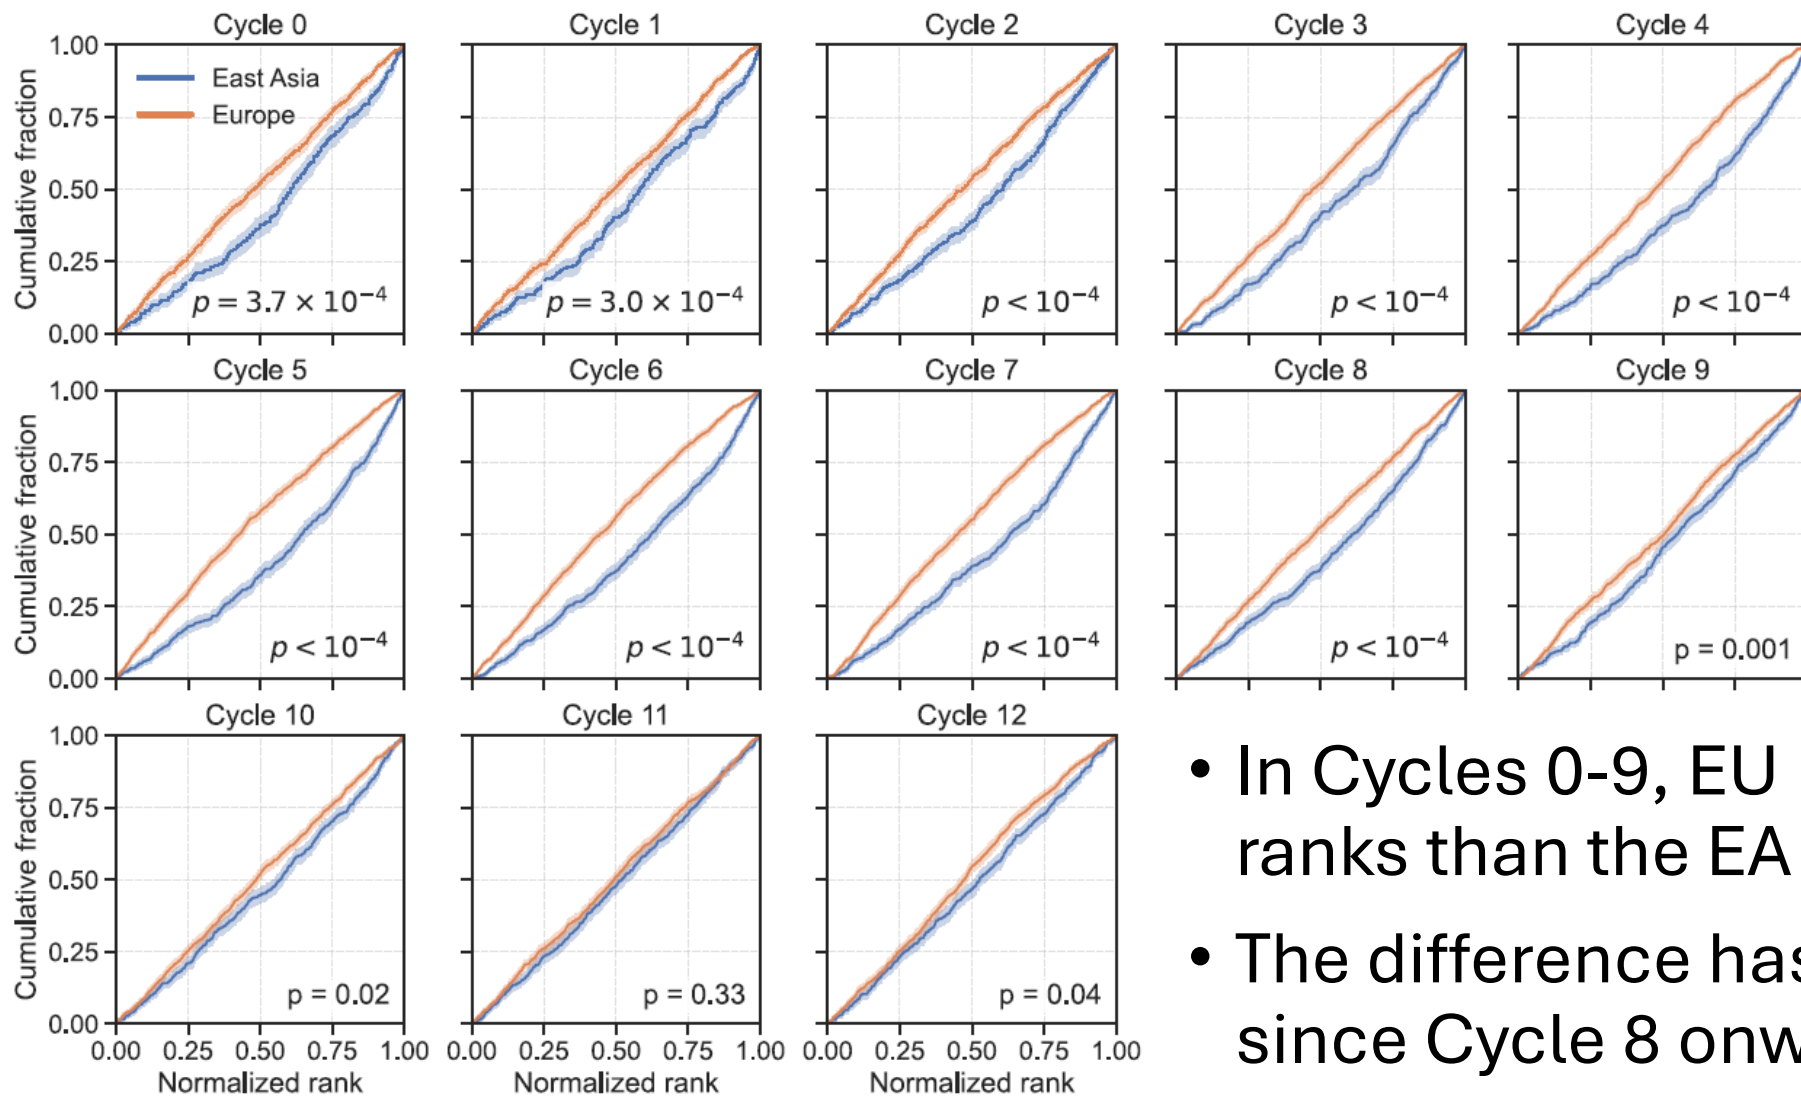 Cycle 0
Cycle 1
Cycle 2
Cycle 3
Cycle 4
1.00
0.75
0.50
0.25
0.00
Cumulative fraction
East Asia
Europe
p = 3.7 × 10⁻⁴
p = 3.0 × 10⁻⁴
p < 10⁻⁴
p < 10⁻⁴
p < 10⁻⁴
Cycle 5
Cycle 6
Cycle 7
Cycle 8
Cycle 9
1.00
0.75
0.50
0.25
0.00
Cumulative fraction
p < 10⁻⁴
p < 10⁻⁴
p < 10⁻⁴
p < 10⁻⁴
p = 0.001
Cycle 10
Cycle 11
Cycle 12
1.00
0.75
0.50
0.25
0.00
Cumulative fraction
p = 0.02
p = 0.33
p = 0.04
0.00 0.25 0.50 0.75 1.00
0.00 0.25 0.50 0.75 1.00
0.00 0.25 0.50 0.75 1.00
Normalized rank
Normalized rank
Normalized rank
• In Cycles 0-9, EU
ranks than the EA
• The difference has
since Cycle 8